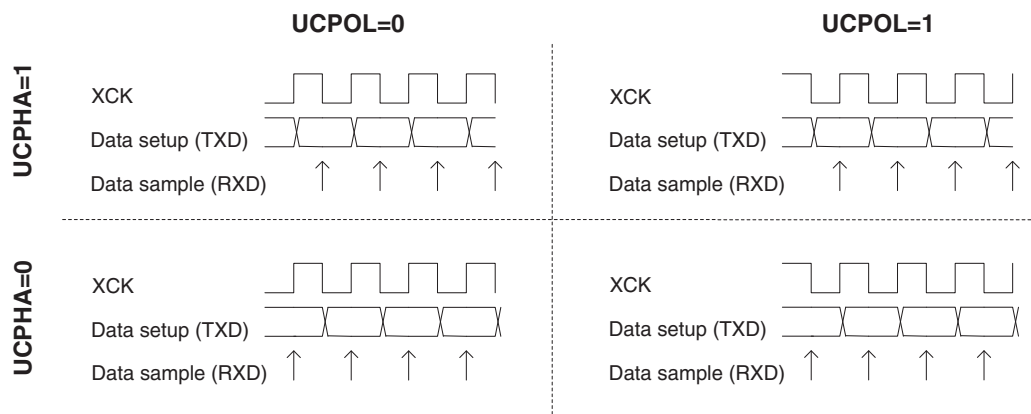 UCPOL=0
UCPOL=1
UCPHA=1
XCK
Data setup (TXD)
Data sample (RXD)
XCK
Data setup (TXD)
Data sample (RXD)
UCPHA=0
XCK
Data setup (TXD)
Data sample (RXD)
XCK
Data setup (TXD)
Data sample (RXD)